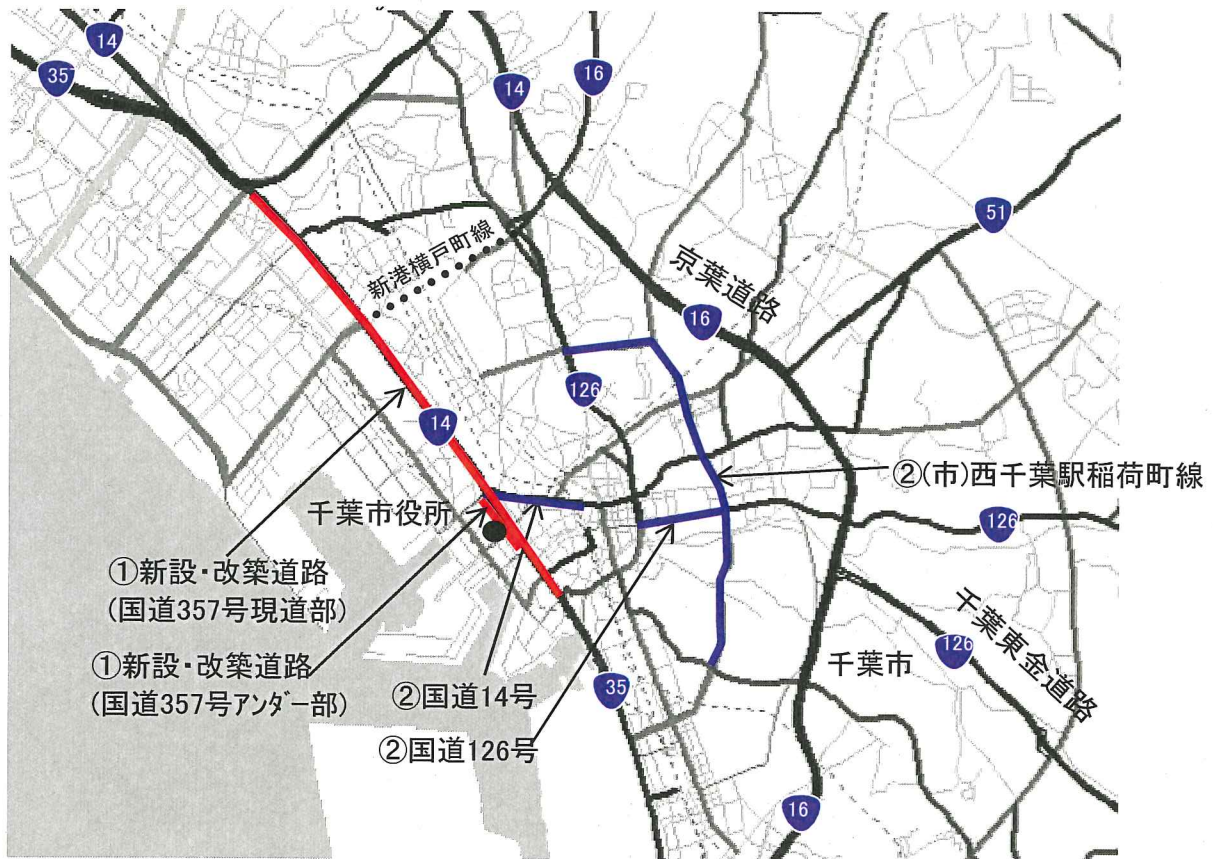 14
35
14
16
51
京葉道路
新港横戸町線
16
126
14
②(市)西千葉駅稲荷町線
千葉市役所
126
①新設・改築道路
(国道357号現道部)
千葉東金道路
126
千葉市
①新設・改築道路
(国道357号アンダー部)
②国道14号
35
②国道126号
16